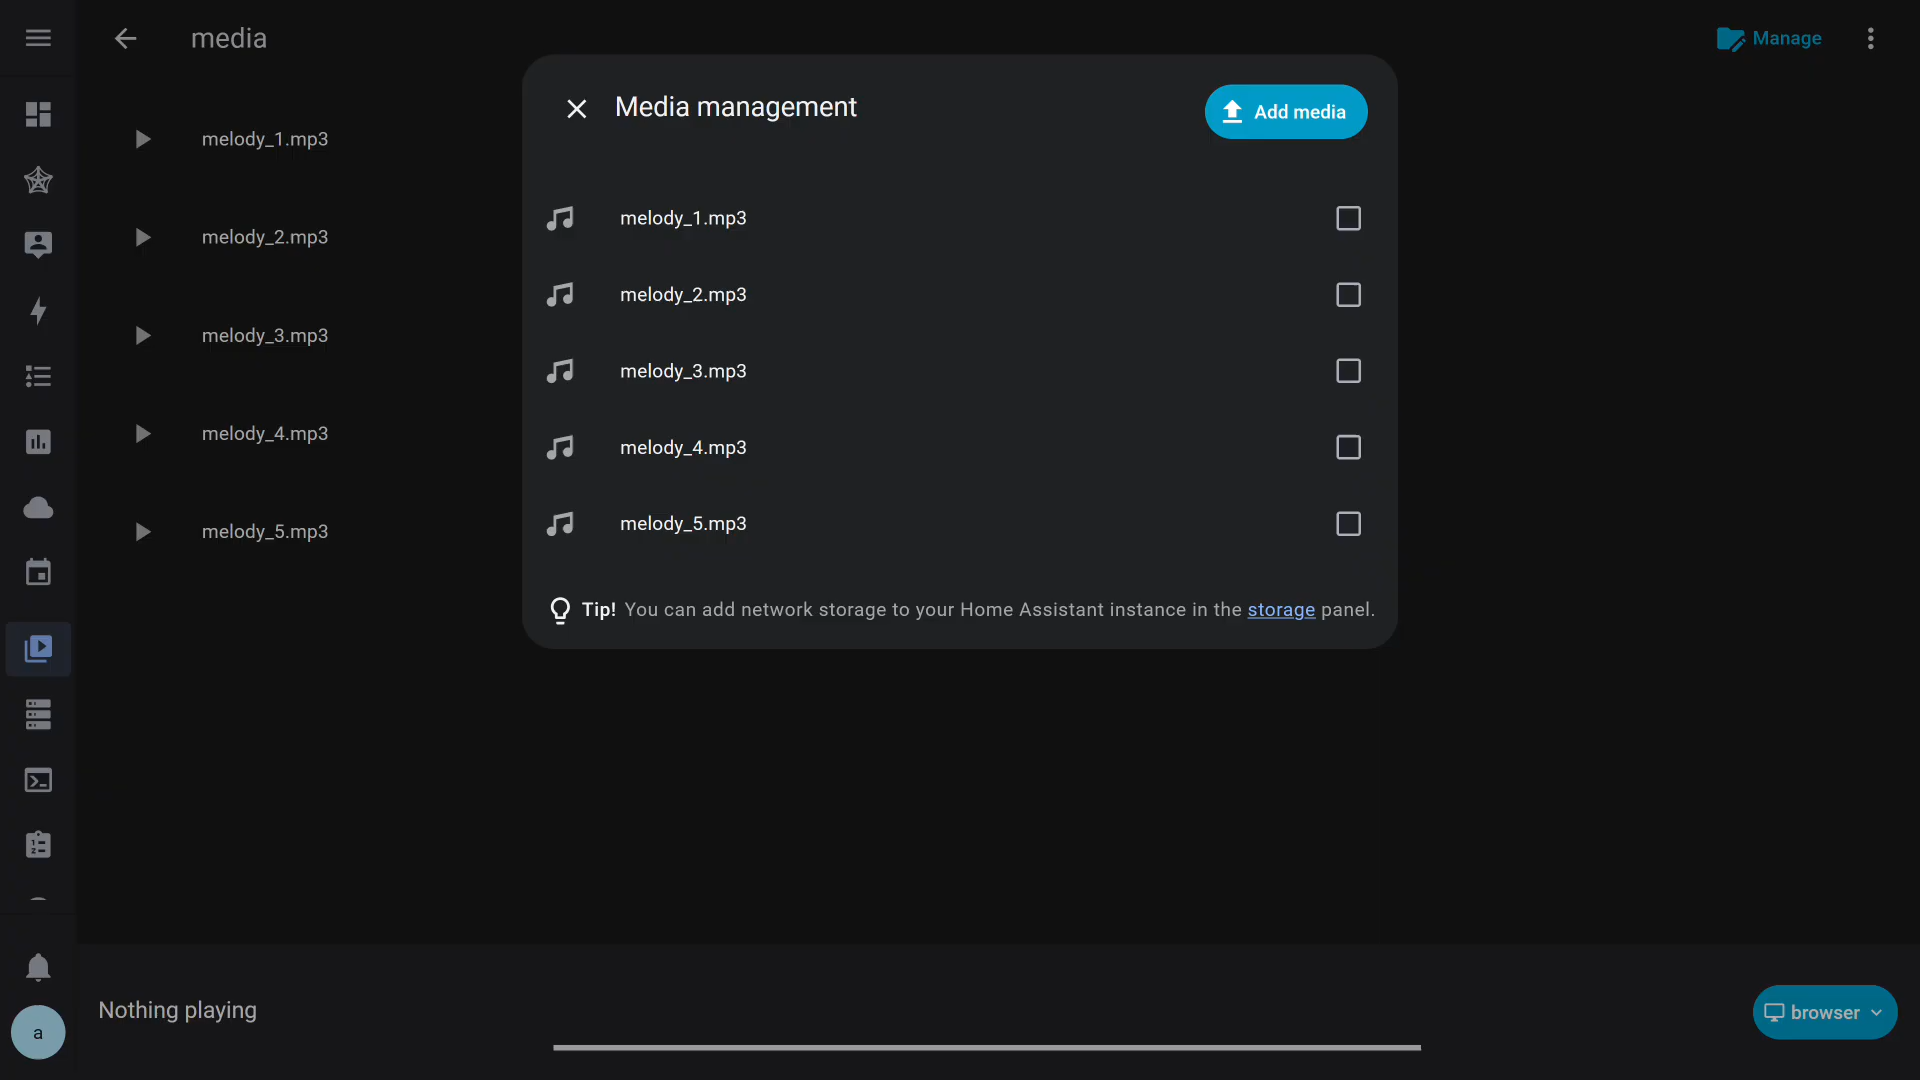 media
Manage
Media management
Add media
melody_1.mp3
melody_2.mp3
melody_3.mp3
melody_4.mp3
melody_5.mp3
melody_1.mp3
melody_2.mp3
melody_3.mp3
melody_4.mp3
melody_5.mp3
Tip! You can add network storage to your Home Assistant instance in the storage panel.
Nothing playing
browser
a